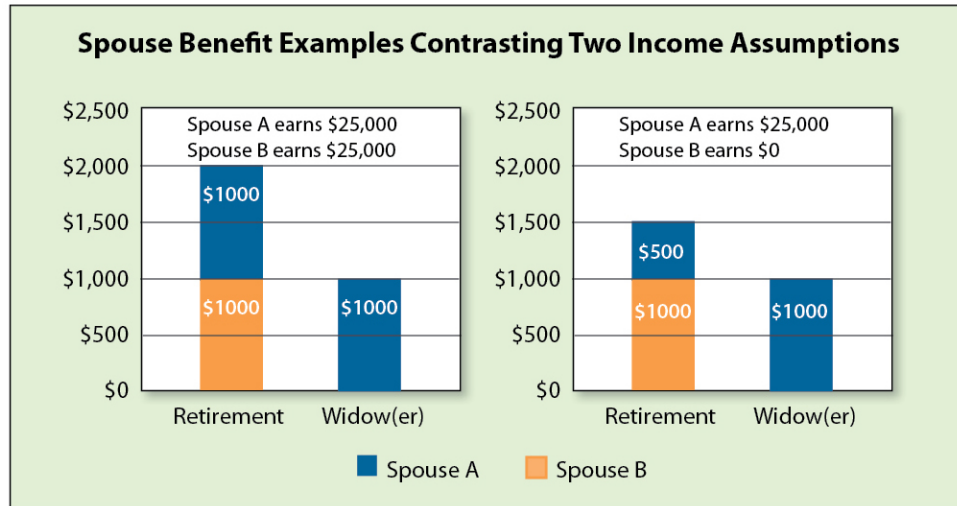 Spouse Benefit Examples Contrasting Two Income Assumptions
$2,500
$2,000
$1,500
$1,000
$500
$0
Spouse A earns $25,000
Spouse B earns $25,000
$1000
$1000
$1000
Retirement
Widow(er)
$2,500
$2,000
$1,500
$1,000
$500
$0
Spouse A earns $25,000
Spouse B earns $0
$500
$1000
$1000
Retirement
Widow(er)
Spouse A
Spouse B